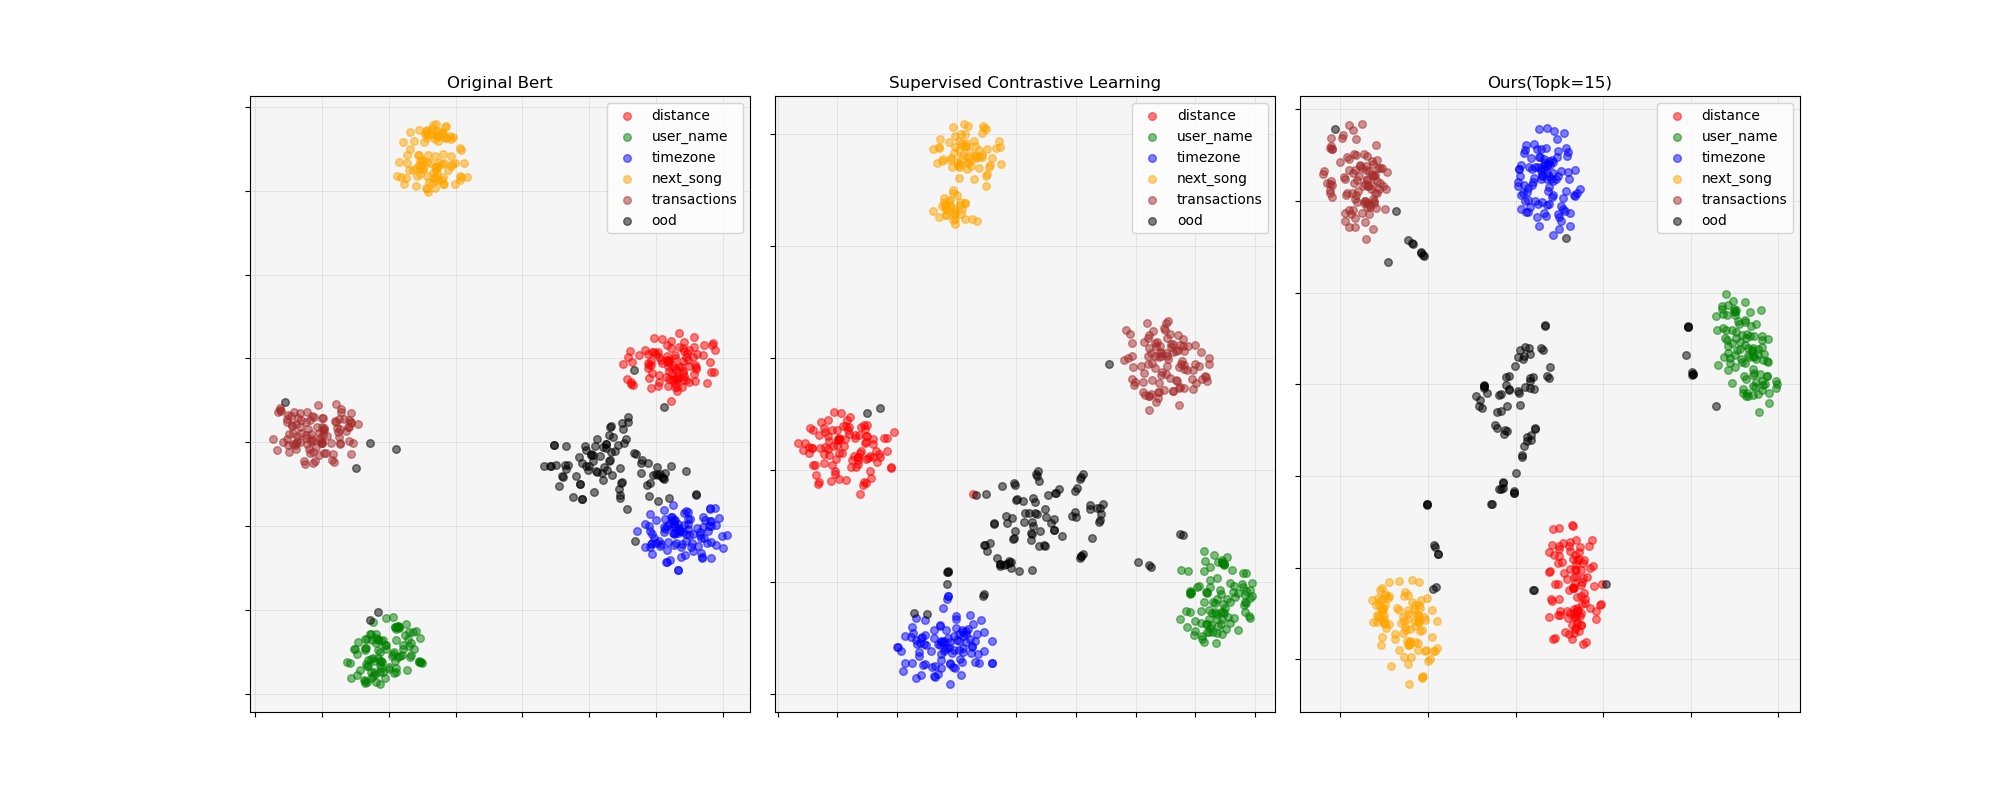 Original Bert
distance
user_name
timezone
next_song
transactions
ood
Supervised Contrastive Learning
distance
user_name
timezone
next_song
transactions
ood
Ours(Topk=15)
distance
user_name
timezone
next_song
transactions
ood